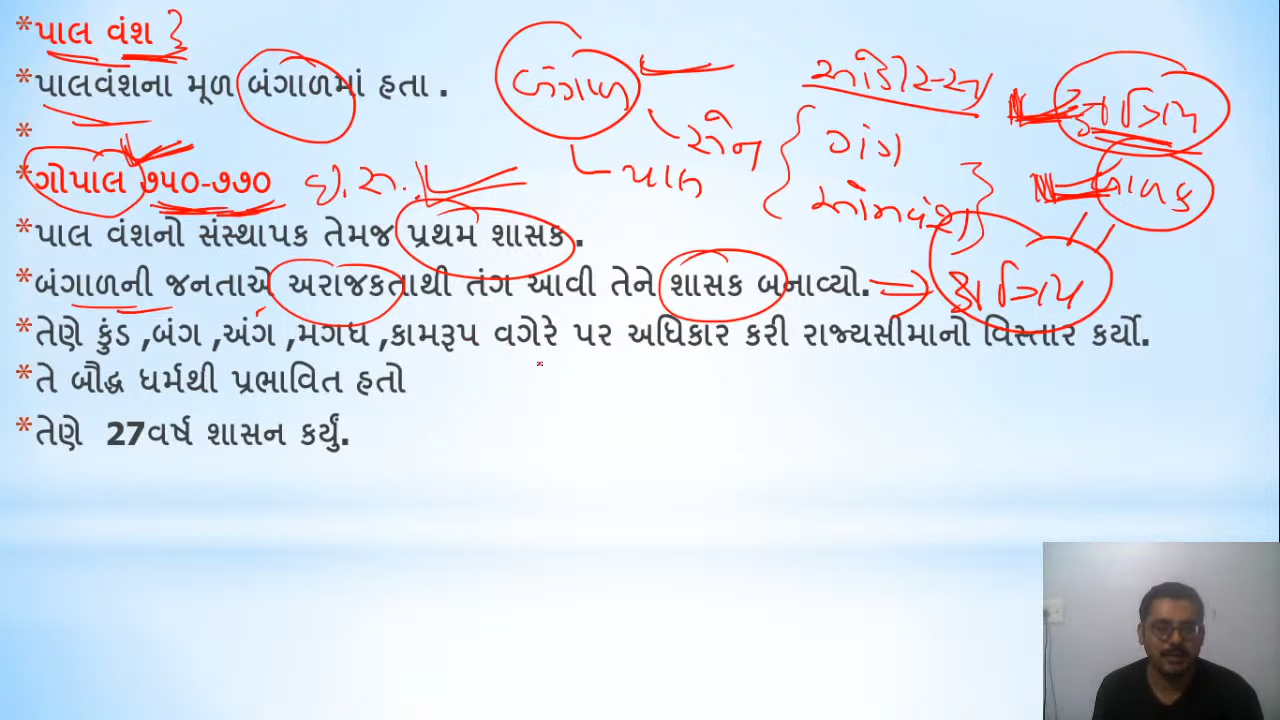 * પાલ વંશ }
* પાલવંશના મૂળ બંગાળમાં હતા .
*
* ગોપાલ ૭૫૦-૭૭૦ ઈ.સ.
* પાલ વંશનો સંસ્થાપક તેમજ પ્રથમ શાસક .
* બંગાળની જનતાએ અરાજકતાથી તંગ આવી તેને શાસક બનાવ્યો.
* તેણે કુંડ ,બંગ ,અંગ ,મગધ ,કામરૂપ વગેરે પર અધિકાર કરી રાજ્યસીમાનો વિસ્તાર કર્યો.
* તે બૌદ્ધ ધર્મથી પ્રભાવિત હતો
* તેણે 27વર્ષ શાસન કર્યું.
બંગાળ
સેન
પાલ
ગંગ
સોમવંશ
ક્ષત્રિય